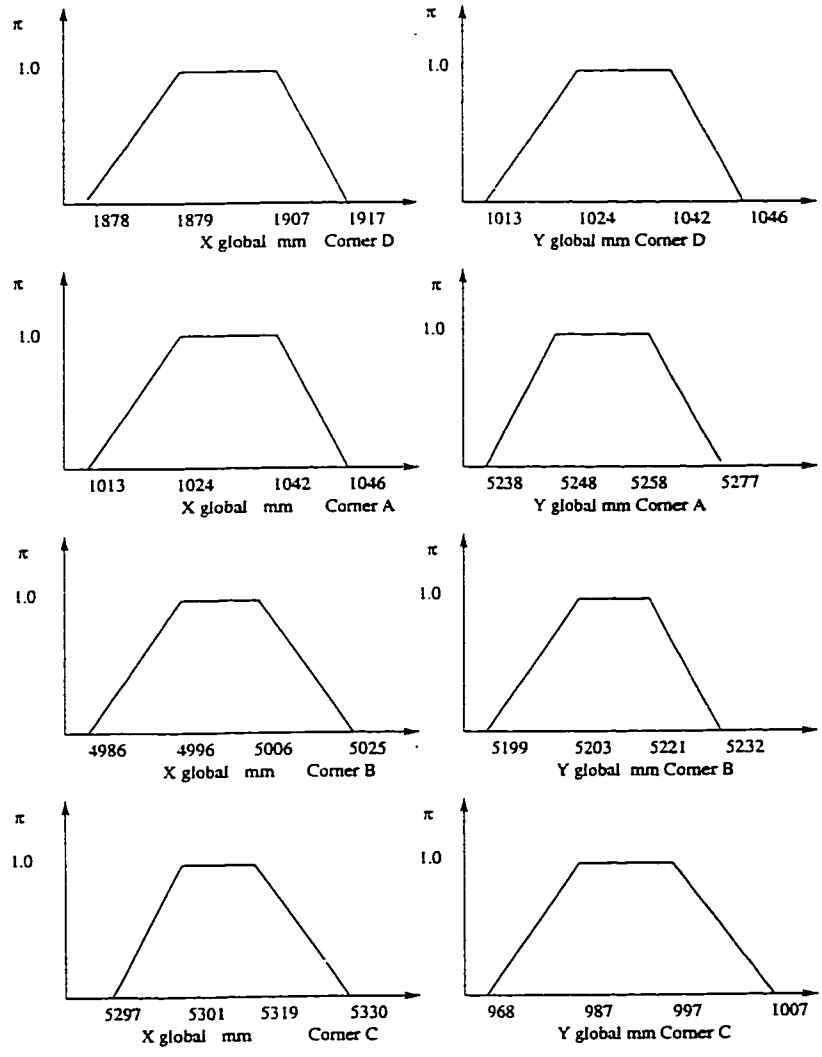 π
π
1.0
1.0
1878 1879 1907 1917
1013 1024 1042 1046
X global mm Corner D
Y global mm Corner D
π
π
1.0
1.0
1013 1024 1042 1046
5238 5248 5258 5277
X global mm Corner A
Y global mm Corner A
π
π
1.0
1.0
4986 4996 5006 5025
5199 5203 5221 5232
X global mm Corner B
Y global mm Corner B
π
π
1.0
1.0
5297 5301 5319 5330
968 987 997 1007
X global mm Corner C
Y global mm Corner C